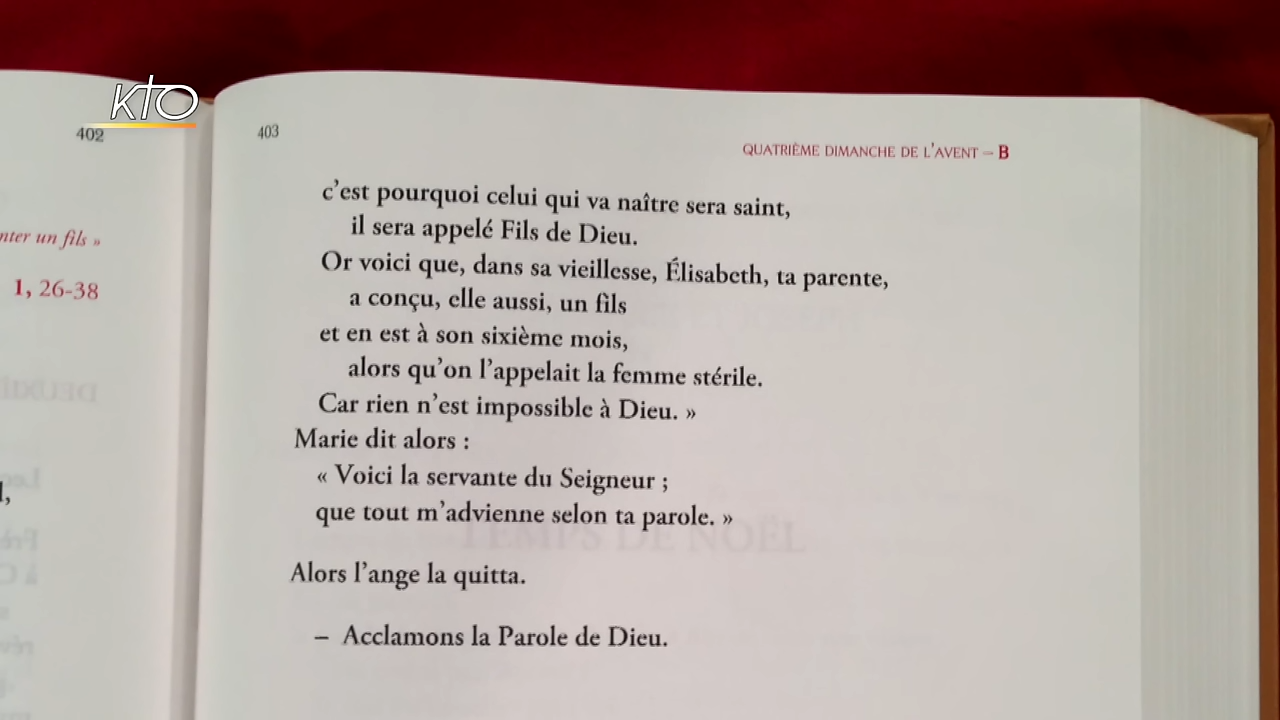 KTO
402
nter un fils »
1, 26-38
403
QUATRIÈME DIMANCHE DE L'AVENT – B
c'est pourquoi celui qui va naître sera saint,
il sera appelé Fils de Dieu.
Or voici que, dans sa vieillesse, Élisabeth, ta parente,
a conçu, elle aussi, un fils
et en est à son sixième mois,
alors qu'on l'appelait la femme stérile.
Car rien n'est impossible à Dieu. »
Marie dit alors :
« Voici la servante du Seigneur ;
que tout m'advienne selon ta parole. »
TEMPS DE NOËL
Alors l'ange la quitta.
– Acclamons la Parole de Dieu.